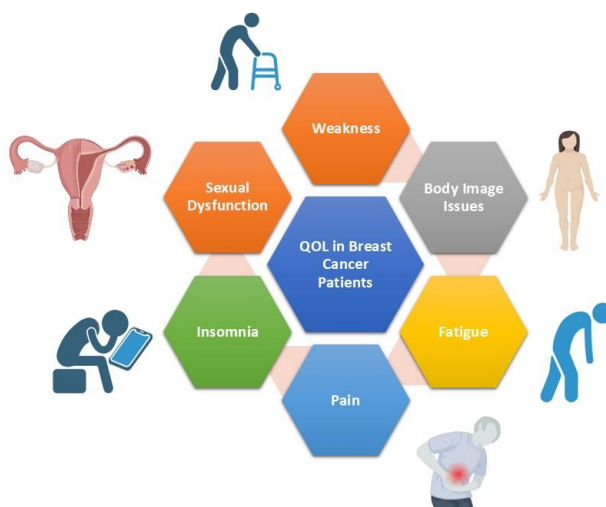 Weakness
Sexual
Dysfunction
Body Image
Issues
QOL in Breast
Cancer
Patients
Insomnia
Fatigue
Pain